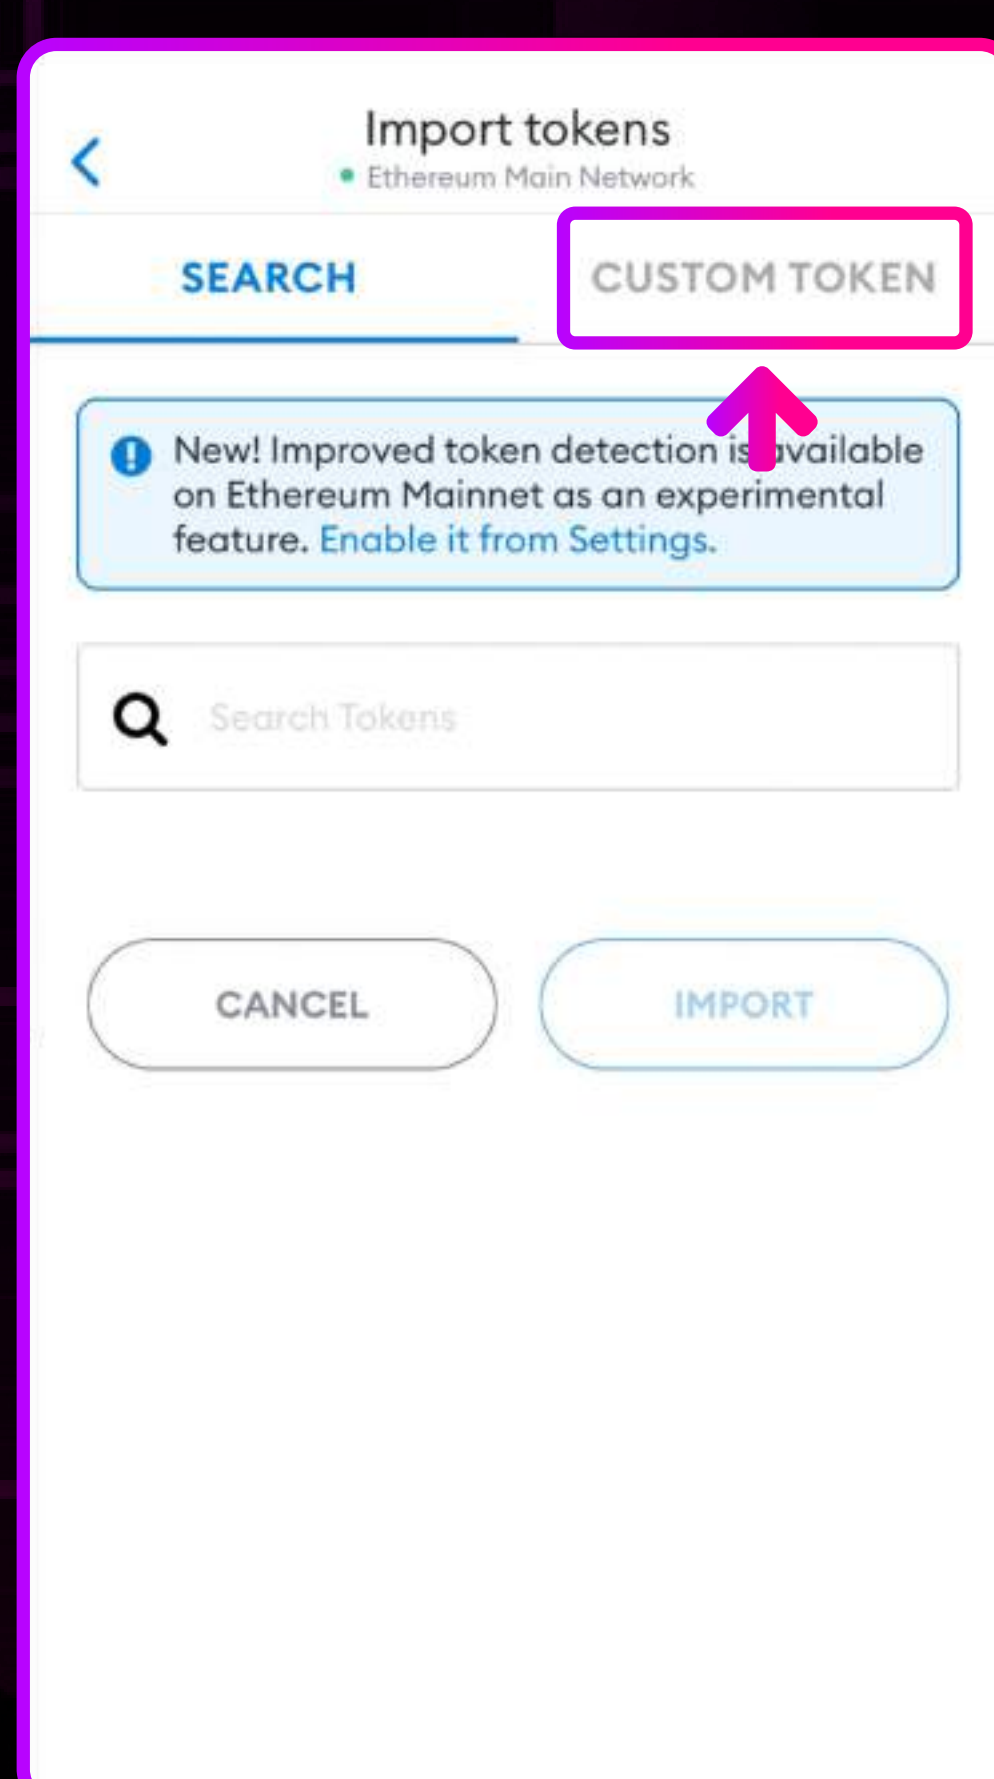 Import tokens
Ethereum Main Network
SEARCH
CUSTOM TOKEN
New! Improved token detection is available
on Ethereum Mainnet as an experimental
feature. Enable it from Settings.
Search Tokens
CANCEL
IMPORT